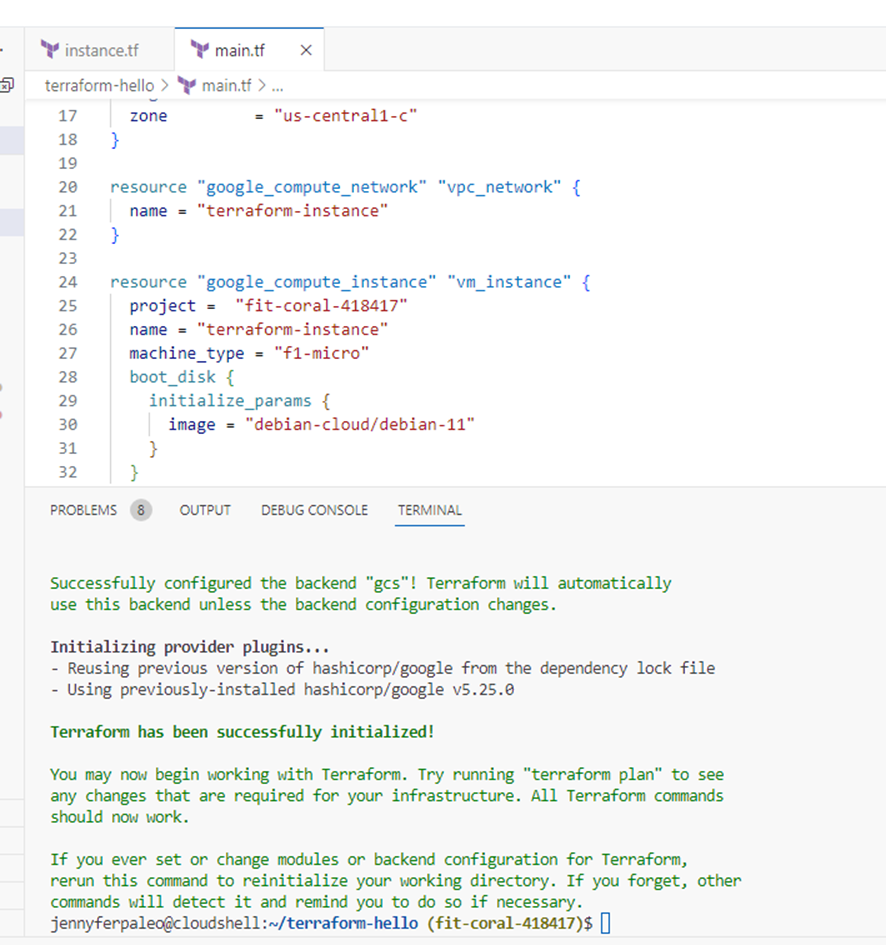 instance.tf main.tf
terraform-hello > main.tf > ...
17 zone = "us-central1-c"
18 }
19
20 resource "google_compute_network" "vpc_network" {
21 name = "terraform-instance"
22 }
23
24 resource "google_compute_instance" "vm_instance" {
25 project = "fit-coral-418417"
26 name = "terraform-instance"
27 machine_type = "f1-micro"
28 boot_disk {
29 initialize_params {
30 image = "debian-cloud/debian-11"
31 }
32 }
PROBLEMS 8 OUTPUT DEBUG CONSOLE TERMINAL
Successfully configured the backend "gcs"! Terraform will automatically
use this backend unless the backend configuration changes.
Initializing provider plugins...
- Reusing previous version of hashicorp/google from the dependency lock file
- Using previously-installed hashicorp/google v5.25.0
Terraform has been successfully initialized!
You may now begin working with Terraform. Try running "terraform plan" to see
any changes that are required for your infrastructure. All Terraform commands
should now work.
If you ever set or change modules or backend configuration for Terraform,
rerun this command to reinitialize your working directory. If you forget, other
commands will detect it and remind you to do so if necessary.
jennyferpaleo@cloudshell:~/terraform-hello (fit-coral-418417)$